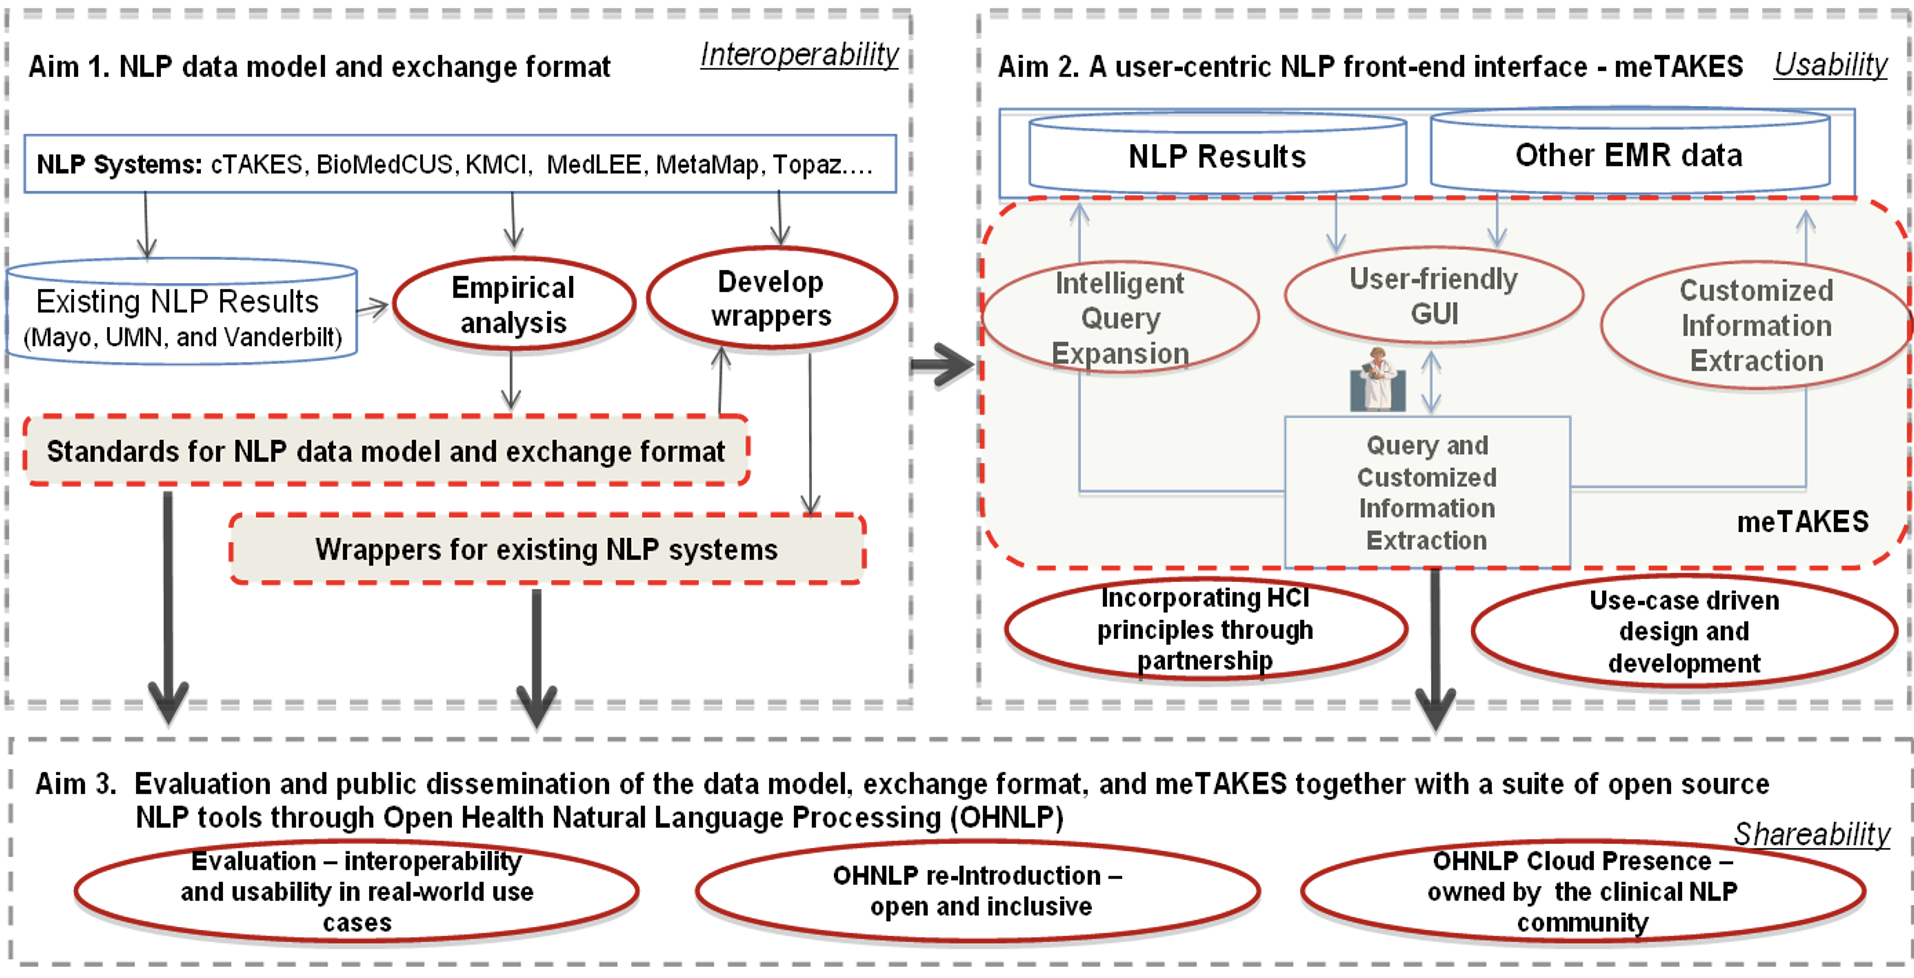 Aim 1. NLP data model and exchange format
Interoperability
NLP Systems: cTAKES, BioMedCUS, KMCI, MedLEE, MetaMap, Topaz....
Existing NLP Results
(Mayo, UMN, and Vanderbilt)
Empirical
analysis
Develop
wrappers
Standards for NLP data model and exchange format
Wrappers for existing NLP systems
Aim 2. A user-centric NLP front-end interface - meTAKES
Usability
NLP Results
Other EMR data
Intelligent
Query
Expansion
User-friendly
GUI
Customized
Information
Extraction
Query and
Customized
Information
Extraction
meTAKES
Incorporating HCI
principles through
partnership
Use-case driven
design and
development
Aim 3. Evaluation and public dissemination of the data model, exchange format, and meTAKES together with a suite of open source
NLP tools through Open Health Natural Language Processing (OHNLP)
Shareability
Evaluation – interoperability
and usability in real-world use
cases
OHNLP re-Introduction –
open and inclusive
OHNLP Cloud Presence –
owned by the clinical NLP
community